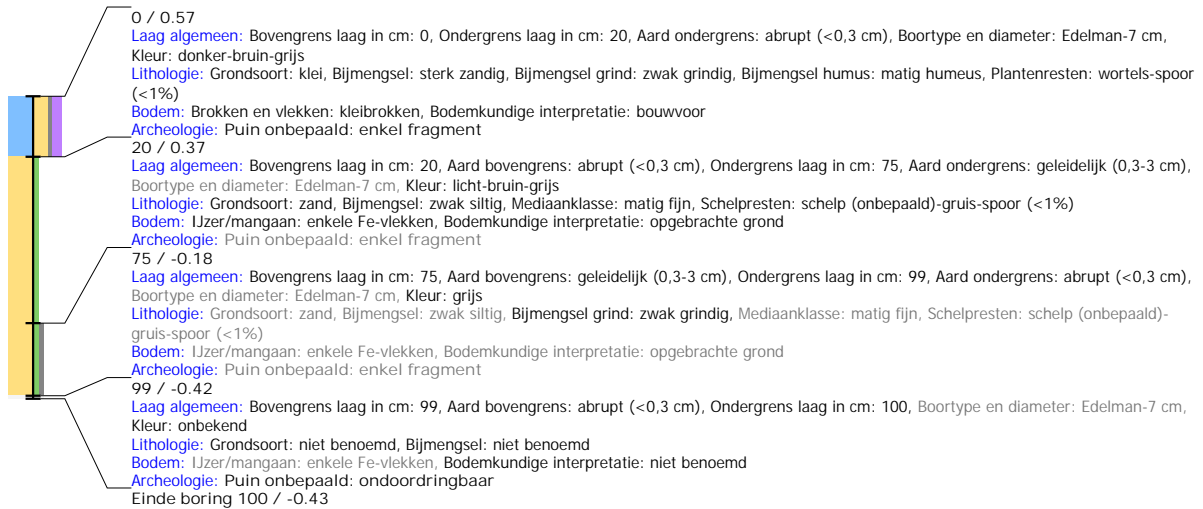 0 / 0.57
Laag algemeen: Bovengrens laag in cm: 0, Ondergrens laag in cm: 20, Aard ondergrens: abrupt (<0,3 cm), Boortype en diameter: Edelman-7 cm,
Kleur: donker-bruin-grijs
Lithologie: Grondsoort: klei, Bijmengsel: sterk zandig, Bijmengsel grind: zwak grindig, Bijmengsel humus: matig humeus, Plantenresten: wortels-spoor
(<1%)
Bodem: Brokken en vlekken: kleibrokken, Bodemkundige interpretatie: bouwvoor
Archeologie: Puin onbepaald: enkel fragment
20 / 0.37
Laag algemeen: Bovengrens laag in cm: 20, Aard bovengrens: abrupt (<0,3 cm), Ondergrens laag in cm: 75, Aard ondergrens: geleidelijk (0,3-3 cm),
Boortype en diameter: Edelman-7 cm, Kleur: licht-bruin-grijs
Lithologie: Grondsoort: zand, Bijmengsel: zwak siltig, Mediaanklasse: matig fijn, Schelpresten: schelp (onbepaald)-gruis-spoor (<1%)
Bodem: IJzer/mangaan: enkele Fe-vlekken, Bodemkundige interpretatie: opgebrachte grond
Archeologie: Puin onbepaald: enkel fragment
75 / -0.18
Laag algemeen: Bovengrens laag in cm: 75, Aard bovengrens: geleidelijk (0,3-3 cm), Ondergrens laag in cm: 99, Aard ondergrens: abrupt (<0,3 cm),
Boortype en diameter: Edelman-7 cm, Kleur: grijs
Lithologie: Grondsoort: zand, Bijmengsel: zwak siltig, Bijmengsel grind: zwak grindig, Mediaanklasse: matig fijn, Schelpresten: schelp (onbepaald)-
gruis-spoor (<1%)
Bodem: IJzer/mangaan: enkele Fe-vlekken, Bodemkundige interpretatie: opgebrachte grond
Archeologie: Puin onbepaald: enkel fragment
99 / -0.42
Laag algemeen: Bovengrens laag in cm: 99, Aard bovengrens: abrupt (<0,3 cm), Ondergrens laag in cm: 100, Boortype en diameter: Edelman-7 cm,
Kleur: onbekend
Lithologie: Grondsoort: niet benoemd, Bijmengsel: niet benoemd
Bodem: IJzer/mangaan: enkele Fe-vlekken, Bodemkundige interpretatie: niet benoemd
Archeologie: Puin onbepaald: ondoordringbaar
Einde boring 100 / -0.43